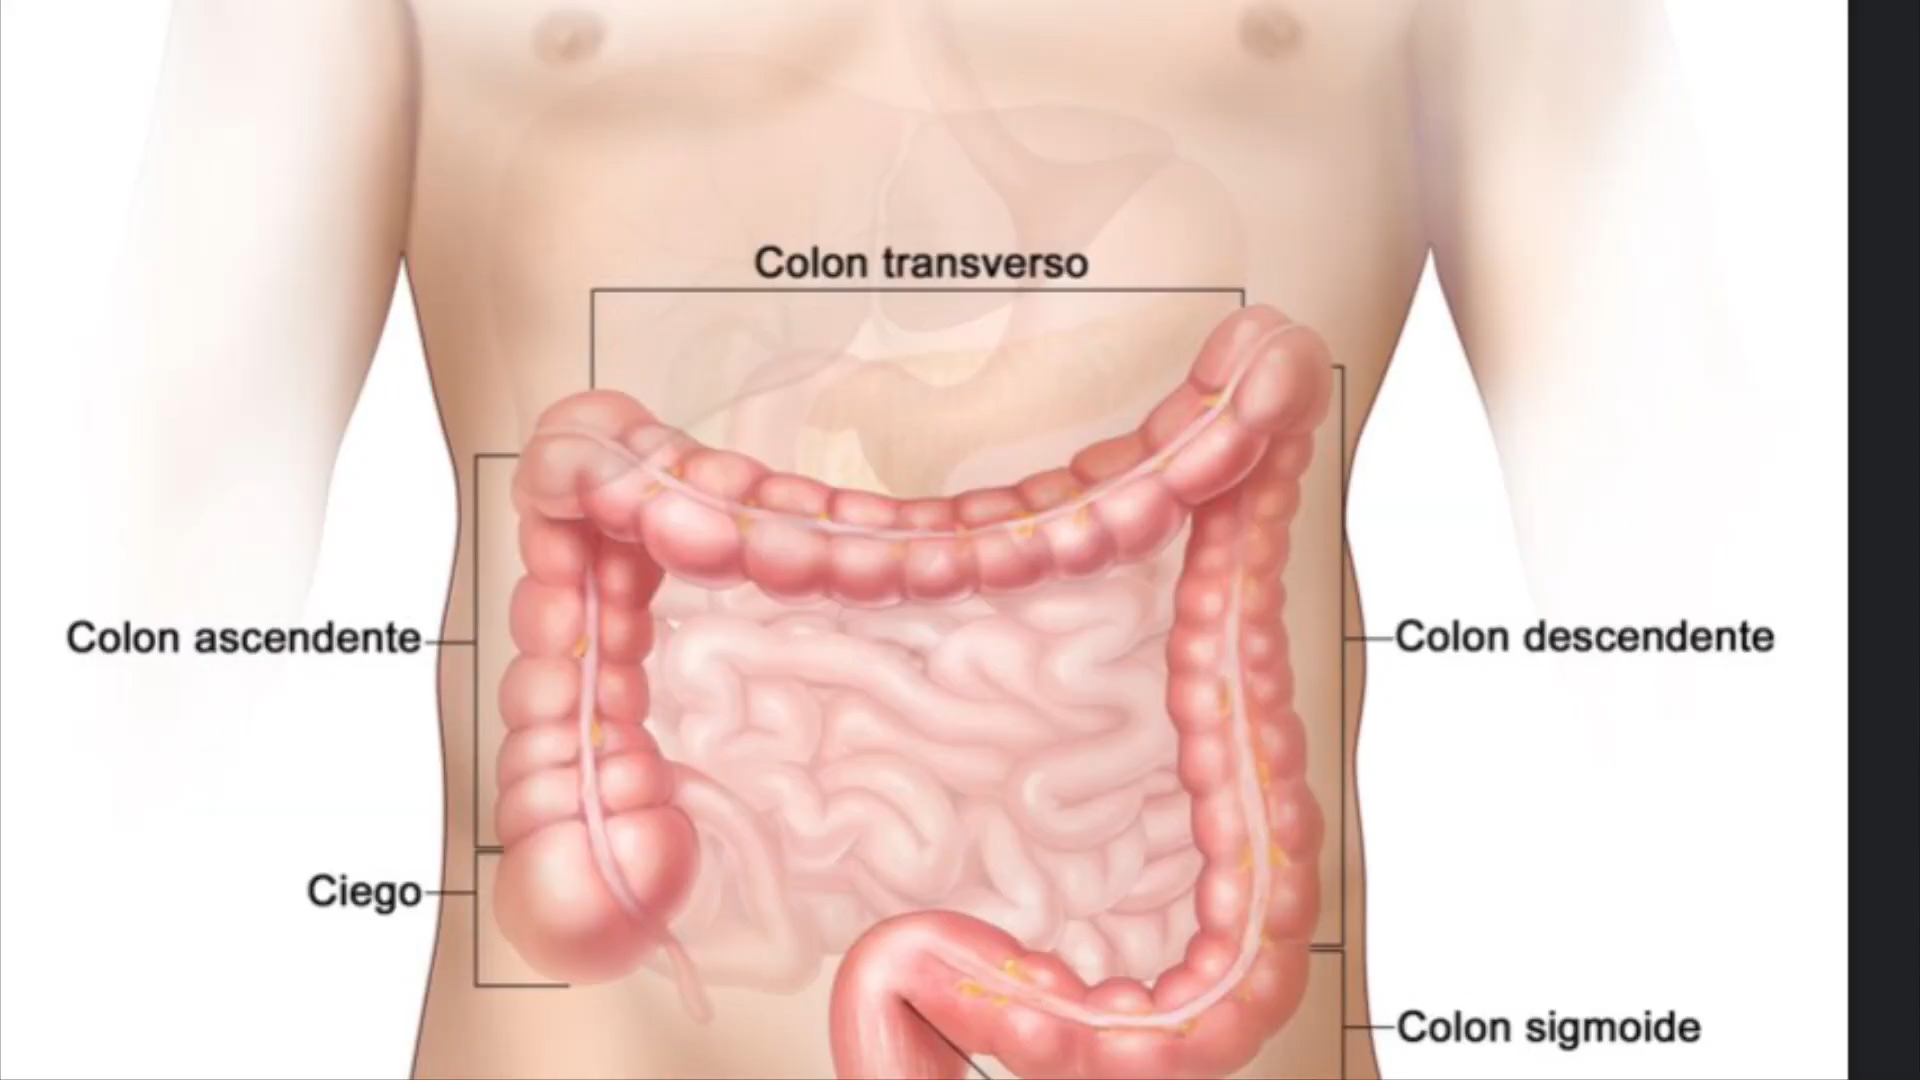 Colon transverso
Colon ascendente
Colon descendente
Ciego
Colon sigmoide